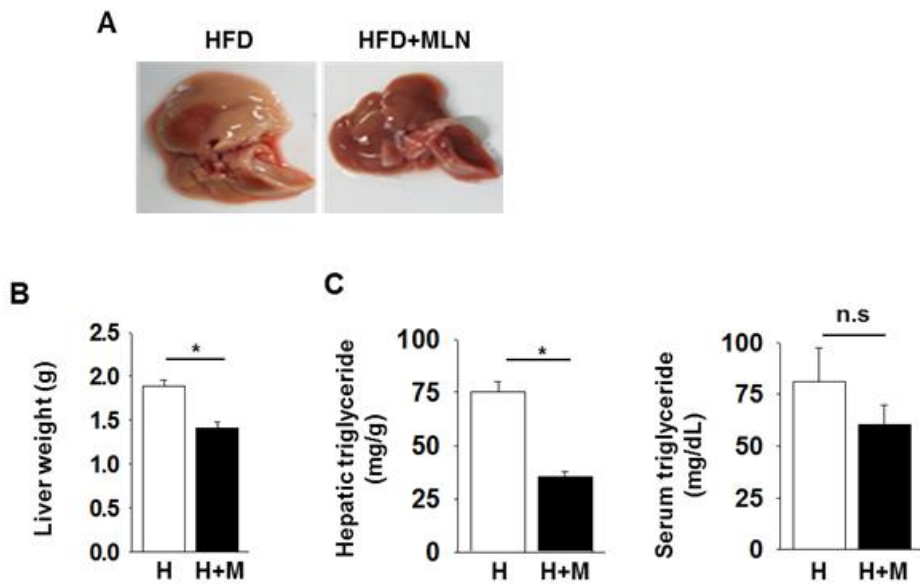 A
HFD HFD+MLN
B
Liver weight (g)
2.5
2.0
1.5
1.0
0.5
0.0
*
H H+M
C
Hepatic triglyceride
(mg/g)
100
75
50
25
0
*
H H+M
Serum triglyceride
(mg/dL)
100
75
50
25
0
n.s
H H+M